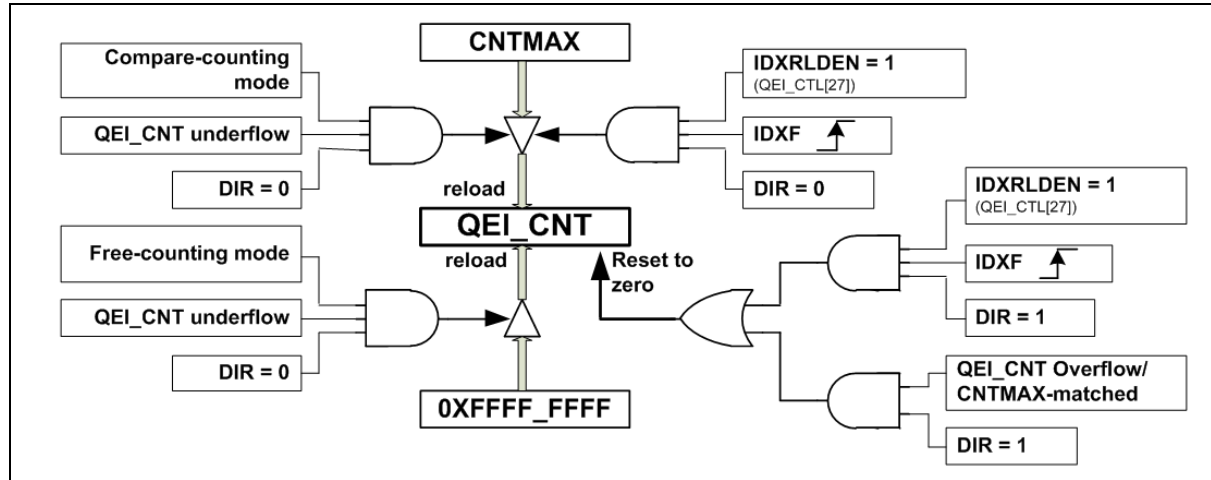 CNTMAX
Compare-counting
mode
QEI_CNT underflow
DIR = 0
IDXRLDEN = 1
(QEI_CTL[27])
IDXF
DIR = 0
reload
QEI_CNT
reload
Reset to
zero
Free-counting mode
QEI_CNT underflow
DIR = 0
0XFFFF_FFFF
IDXRLDEN = 1
(QEI_CTL[27])
IDXF
DIR = 1
QEI_CNT Overflow/
CNTMAX-matched
DIR = 1